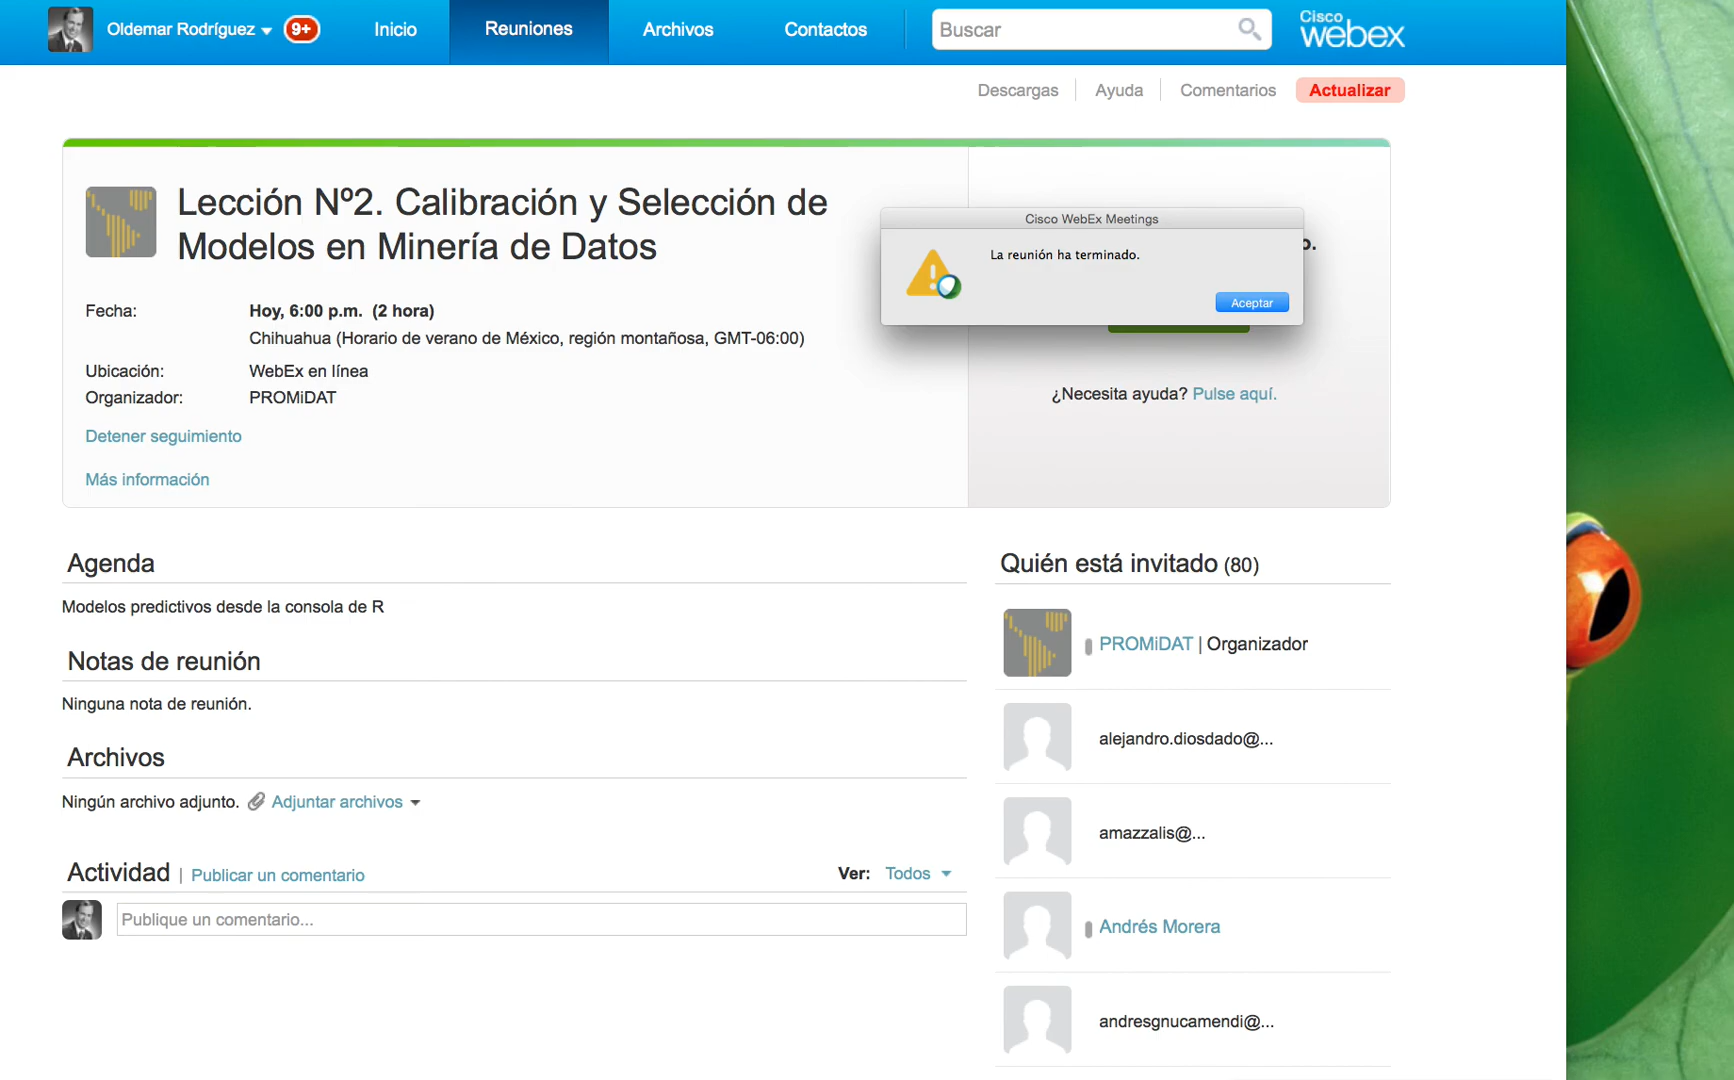 Oldemar Rodríguez 9+ Inicio Reuniones Archivos Contactos Buscar Cisco webex
Descargas Ayuda Comentarios Actualizar
Lección Nº2. Calibración y Selección de
Modelos en Minería de Datos
Fecha: Hoy, 6:00 p.m. (2 hora)
Chihuahua (Horario de verano de México, región montañosa, GMT-06:00)
Ubicación: WebEx en línea
Organizador: PROMiDAT
Detener seguimiento
Más información
Cisco WebEx Meetings
La reunión ha terminado.
Aceptar
¿Necesita ayuda? Pulse aquí.
Agenda
Modelos predictivos desde la consola de R
Notas de reunión
Ninguna nota de reunión.
Archivos
Ningún archivo adjunto. Adjuntar archivos
Actividad | Publicar un comentario Ver: Todos
Publique un comentario...
Quién está invitado (80)
PROMiDAT | Organizador
alejandro.diosdado@...
amazzalis@...
Andrés Morera
andresgnucamendi@...